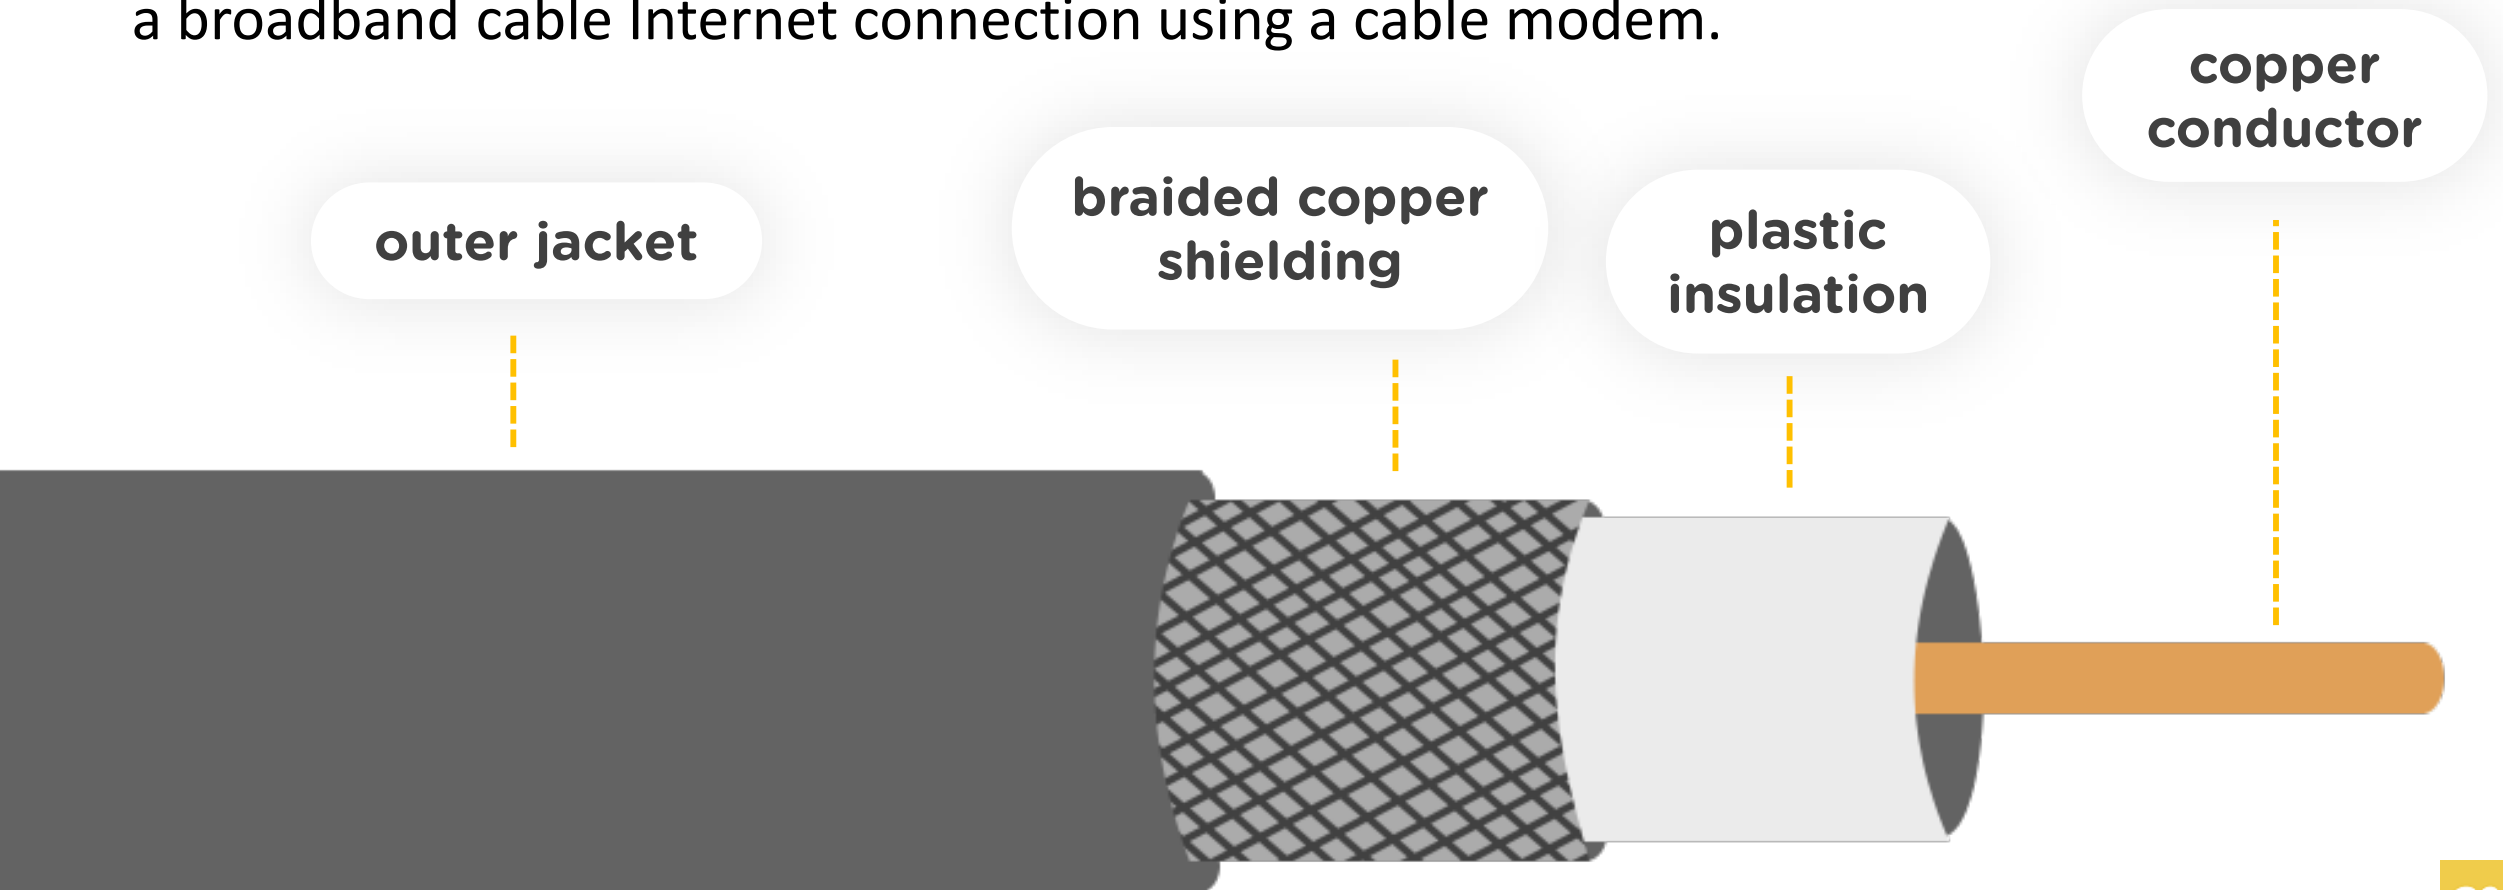 a broadband cable Internet connection using a cable modem.
copper
conductor
braided copper
shielding
plastic
insulation
outer jacket